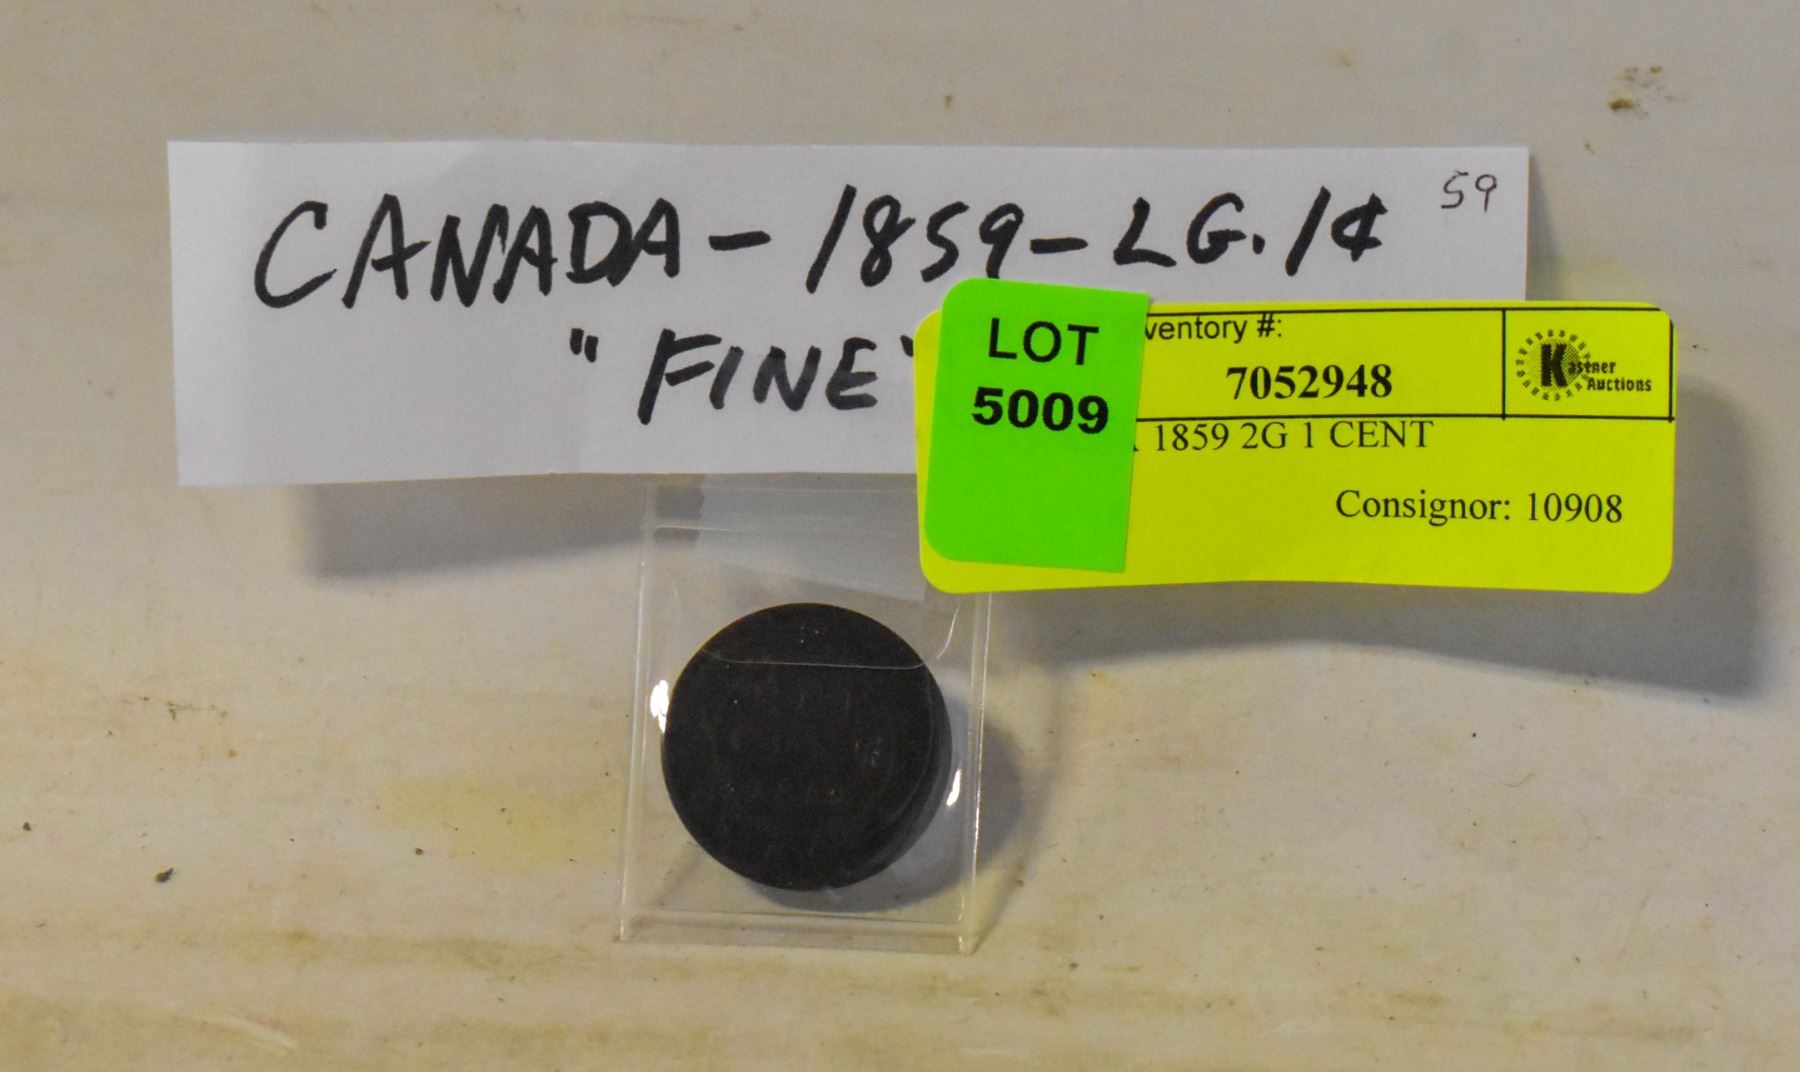 CANADA - 1859 - LG. 1¢
59
"FINE"
LOT
5009
ventory #:
7052948
Kastner
Auctions
1859 2G 1 CENT
Consignor: 10908